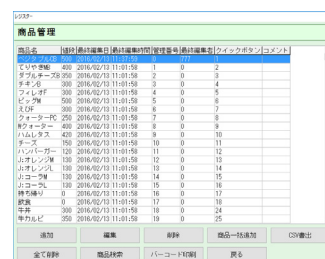 レジスター
商品管理
商品名 値段 最終編集日 最終編集時間 管理番号 最終編集者 クイックボタン コメント
ベジタブルCD 500 2016/02/13 11:37:59 0 777 1
てりやきMB 400 2016/02/13 11:01:58 1 0 2
ダブルチーズB 350 2016/02/13 11:01:58 2 0 3
チキンB 300 2016/02/13 11:01:58 3 0 4
フィレオF 300 2016/02/13 11:01:58 4 0 5
ビッグM 500 2016/02/13 11:01:58 5 0 6
えびF 300 2016/02/13 11:01:58 6 0 7
クォーターPC 250 2016/02/13 11:01:58 7 0 8
Wクォーター 400 2016/02/13 11:01:58 8 0 9
ハムレタス 420 2016/02/13 11:01:58 9 0 10
チーズ 150 2016/02/13 11:01:58 10 0 11
ハンバーガー 120 2016/02/13 11:01:58 11 0 12
J:オレンジM 130 2016/02/13 11:01:58 12 0 13
J:オレンジL 130 2016/02/13 11:01:58 13 0 14
J:コーラM 130 2016/02/13 11:01:58 14 0 15
J:コーラL 130 2016/02/13 11:01:58 15 0 16
持ち帰り 0 2016/02/13 11:01:58 16 0 17
飲食 0 2016/02/13 11:01:58 17 0 18
牛丼 300 2016/02/13 11:01:58 18 0 24
牛カルビ 350 2016/02/13 11:01:58 19 0 25
追加 編集 削除 商品一括追加 CSV書出
全て削除 商品検索 バーコード印刷 戻る